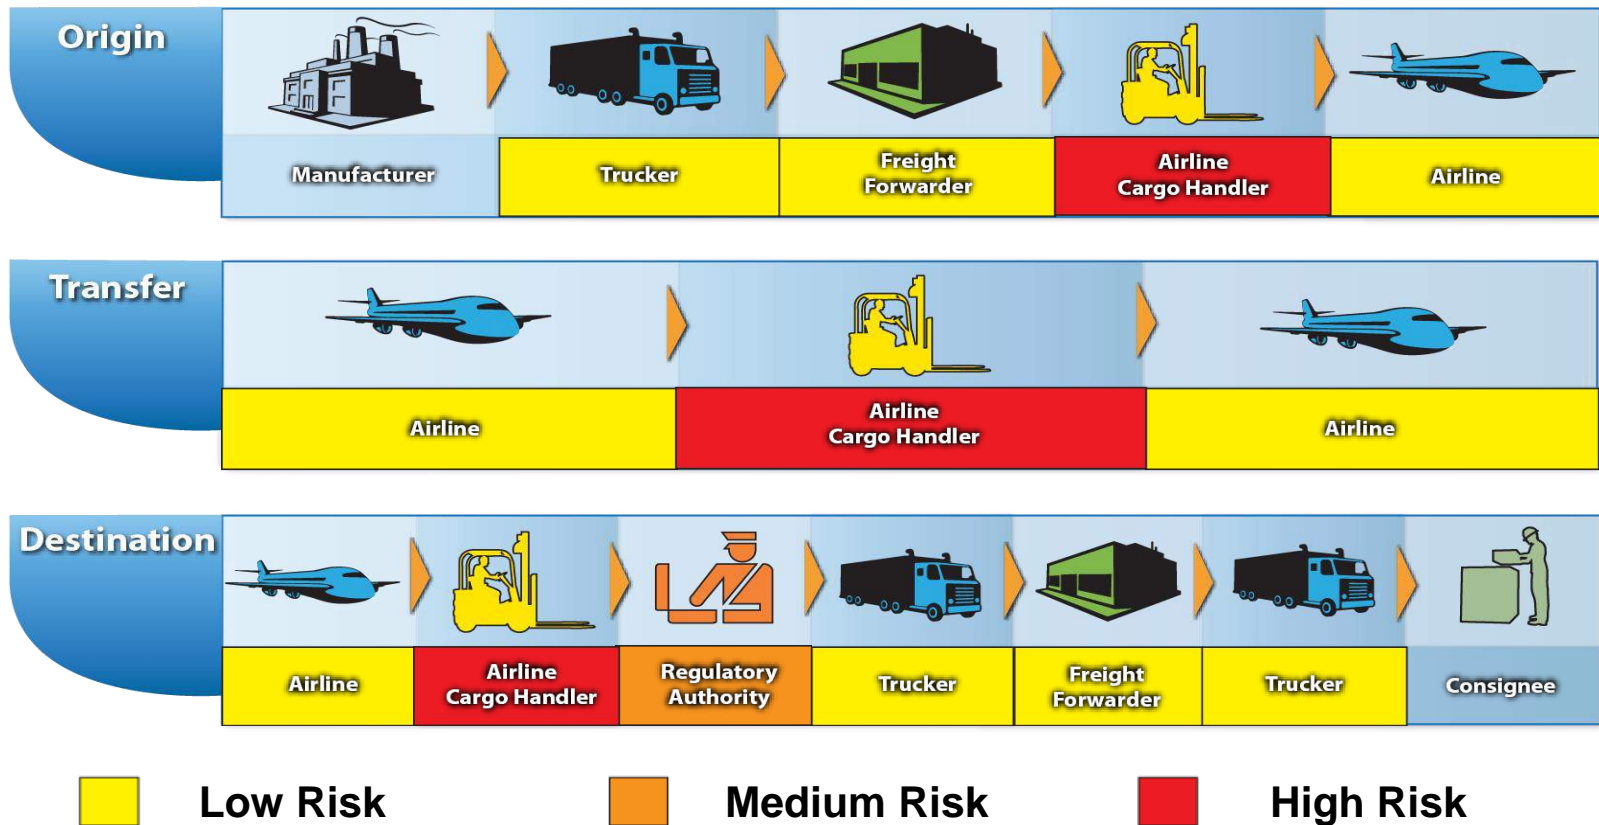 Origin
Manufacturer
Trucker
Freight
Forwarder
Airline
Cargo Handler
Airline
Transfer
Airline
Airline
Cargo Handler
Airline
Destination
Airline
Airline
Cargo Handler
Regulatory
Authority
Trucker
Freight
Forwarder
Trucker
Consignee
Low Risk
Medium Risk
High Risk